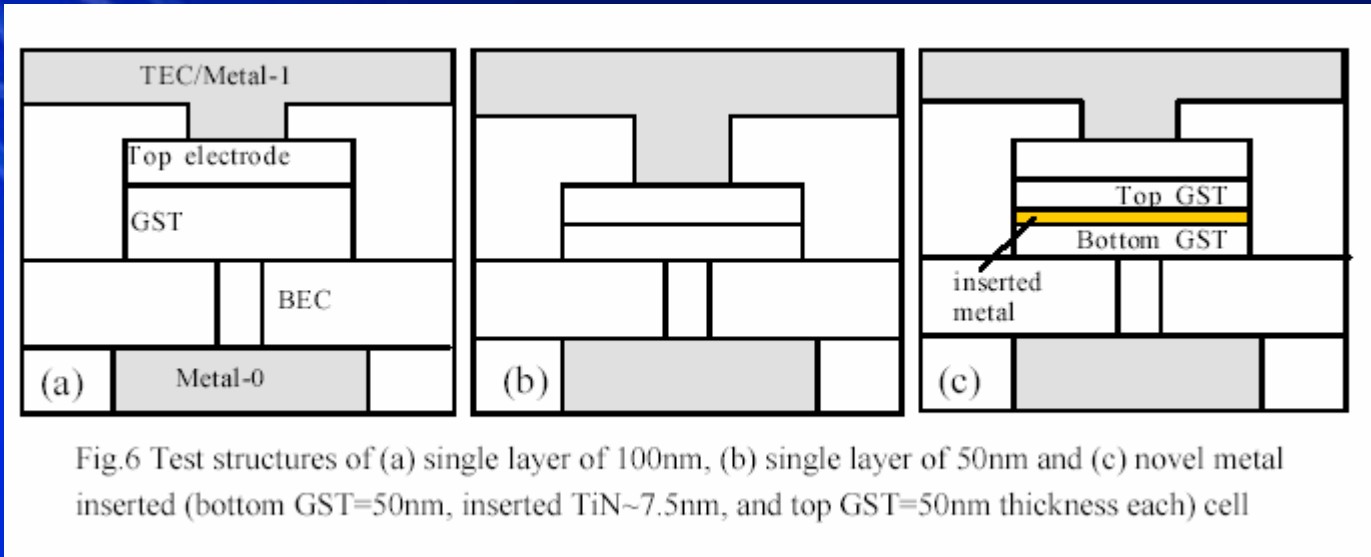 TEC/Metal-1
Top electrode
GST
BEC
Metal-0
(a)
(b)
Top GST
Bottom GST
inserted
metal
(c)
Fig.6 Test structures of (a) single layer of 100nm, (b) single layer of 50nm and (c) novel metal
inserted (bottom GST=50nm, inserted TiN~7.5nm, and top GST=50nm thickness each) cell